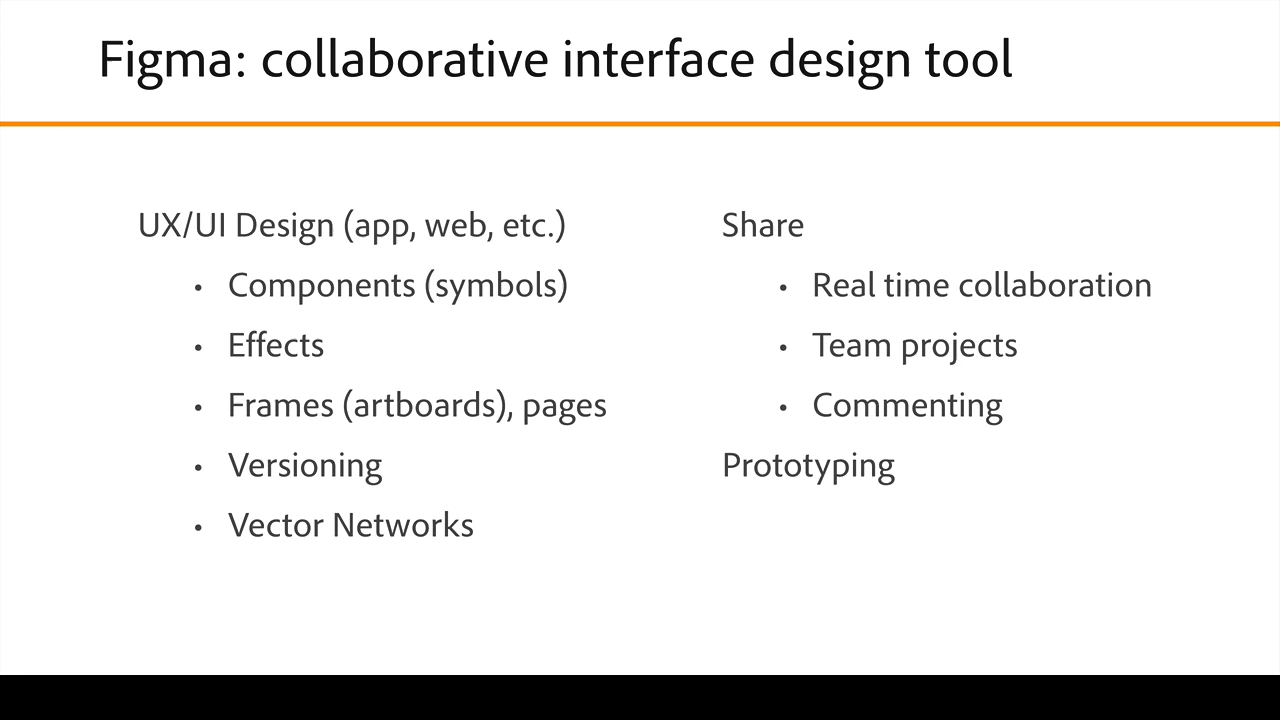 Figma: collaborative interface design tool
UX/UI Design (app, web, etc.)
• Components (symbols)
• Effects
• Frames (artboards), pages
• Versioning
• Vector Networks
Share
• Real time collaboration
• Team projects
• Commenting
Prototyping